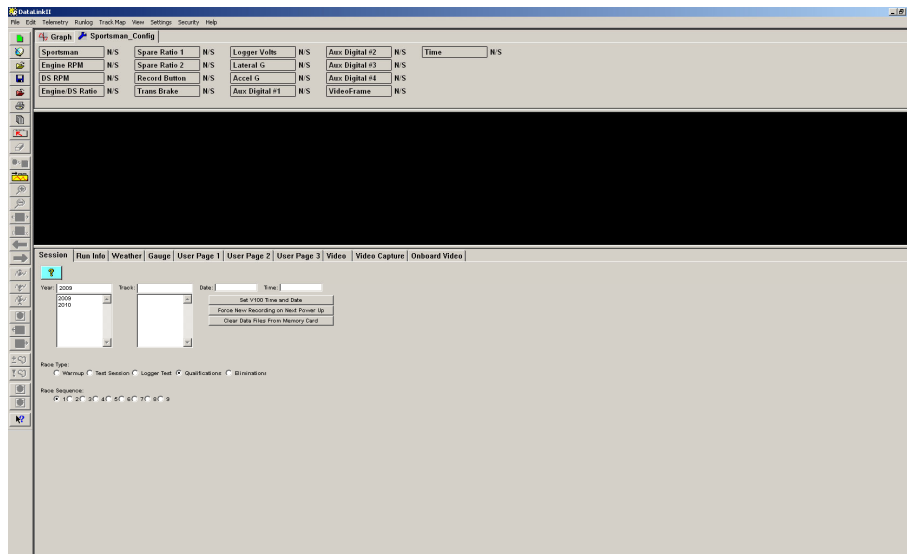 DataLinkII
File Edit Telemetry Runlog Track Map View Settings Security Help
Graph Sportsman_Config
Sportsman N/S Spare Ratio 1 N/S Logger Volts N/S Aux Digital #2 N/S Time N/S
Engine RPM N/S Spare Ratio 2 N/S Lateral G N/S Aux Digital #3 N/S
DS RPM N/S Record Button N/S Accel G N/S Aux Digital #4 N/S
Engine/DS Ratio N/S Trans Brake N/S Aux Digital #1 N/S VideoFrame N/S
Session Run Info Weather Gauge User Page 1 User Page 2 User Page 3 Video Video Capture Onboard Video
Year: 2009 Track: Date: Time:
2009 Set V100 Time and Date
2010
Force New Recording on Next Power Up
Clear Data Files From Memory Card
Race Type:
Warmup Test Session Logger Test Qualifications Eliminations
Race Sequence:
1 2 3 4 5 6 7 8 9